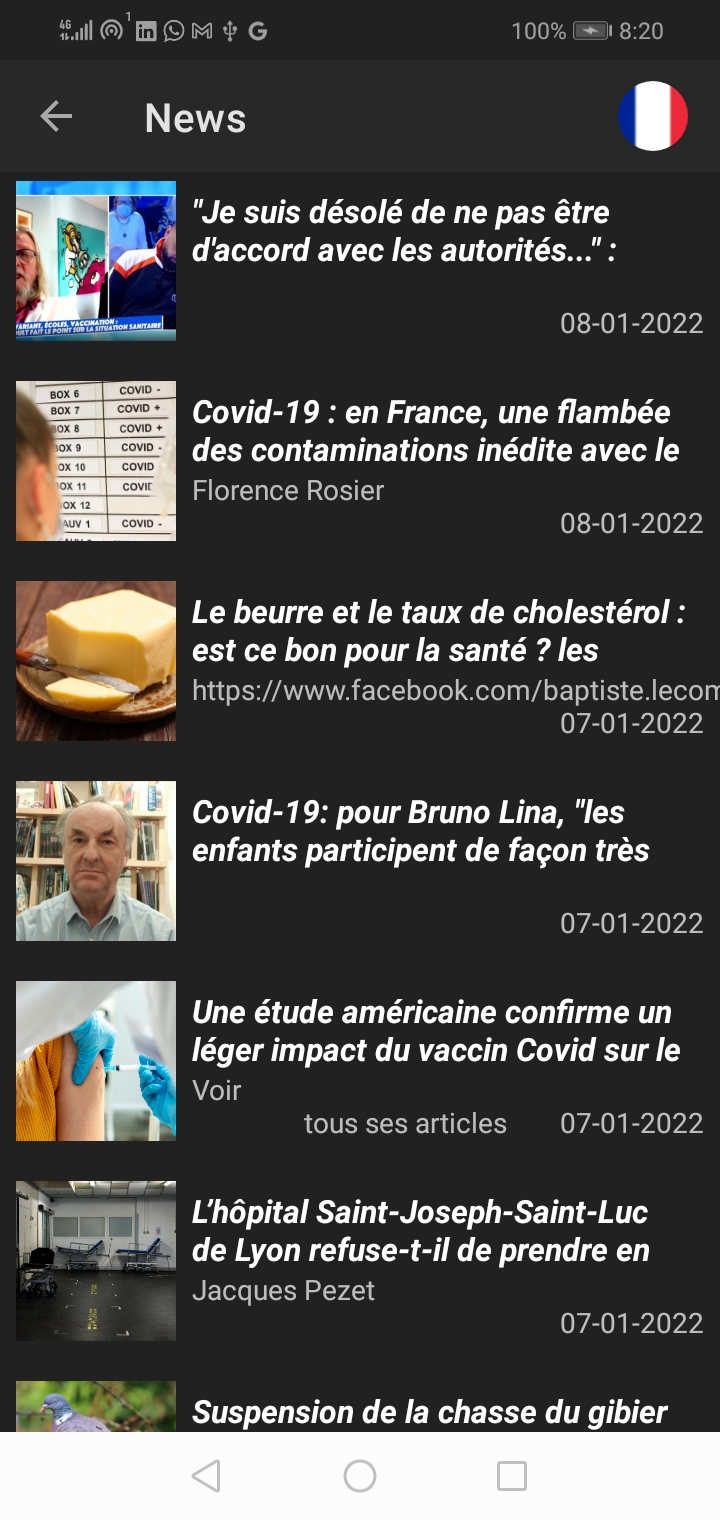 4G 1 100% 8:20
News
"Je suis désolé de ne pas être
d'accord avec les autorités..." :
VARIANT, ÉCOLES, VACCINATION :
FAIT LE POINT SUR LA SITUATION SANITAIRE
08-01-2022
BOX 6 COVID -
BOX 7 COVID +
BOX 8 COVID +
BOX 9 COVID -
OX 10 COVID
OX 11 COVID
OX 12
AUV 1 COVID -
Covid-19 : en France, une flambée
des contaminations inédite avec le
Florence Rosier
08-01-2022
Le beurre et le taux de cholestérol :
est ce bon pour la santé ? les
https://www.facebook.com/baptiste.lecom
07-01-2022
Covid-19: pour Bruno Lina, "les
enfants participent de façon très
07-01-2022
Une étude américaine confirme un
léger impact du vaccin Covid sur le
Voir
tous ses articles 07-01-2022
L’hôpital Saint-Joseph-Saint-Luc
de Lyon refuse-t-il de prendre en
Jacques Pezet
07-01-2022
Suspension de la chasse du gibier